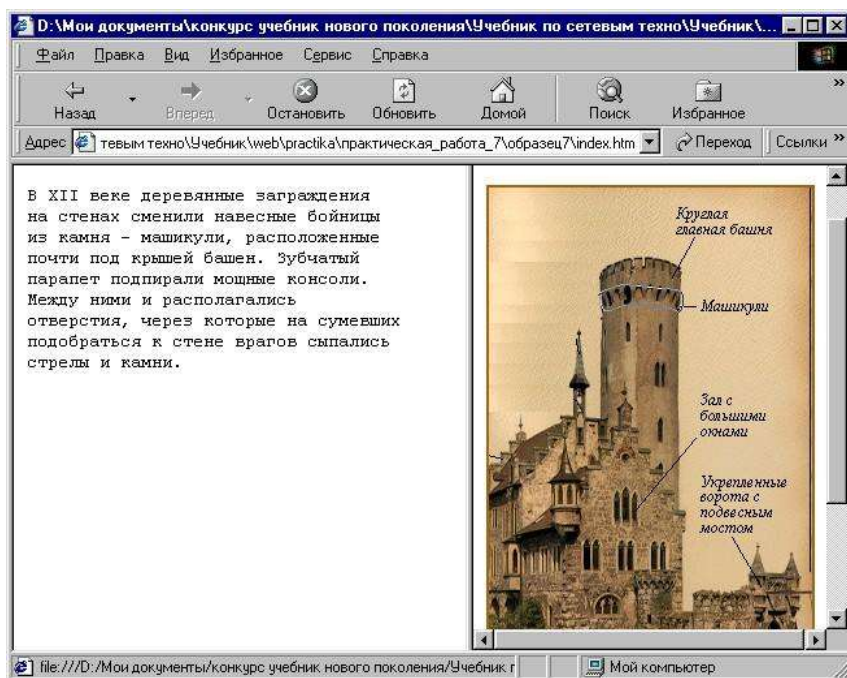 D:\Мои документы\конкурс учебник нового поколения\Учебник по сетевым техно\Учебник\...
Файл Правка Вид Избранное Сервис Справка
Назад Вперед Остановить Обновить Домой Поиск Избранное »
Адрес тевым техно\Учебник\web\practika\практическая_работа_7\образец7\index.htm Переход Ссылки »
В XII веке деревянные заграждения
на стенах сменили навесные бойницы
из камня – машикули, расположенные
почти под крышей башен. Зубчатый
парапет подпирали мощные консоли.
Между ними и располагались
отверстия, через которые на сумевших
подобраться к стене врагов сыпались
стрелы и камни.
Круглая
главная башня
Машикули
Зал с
большими
окнами
Укрепленные
ворота с
подвесным
мостом
file:///D:/Мои документы/конкурс учебник нового поколения/Учебник г
Мой компьютер